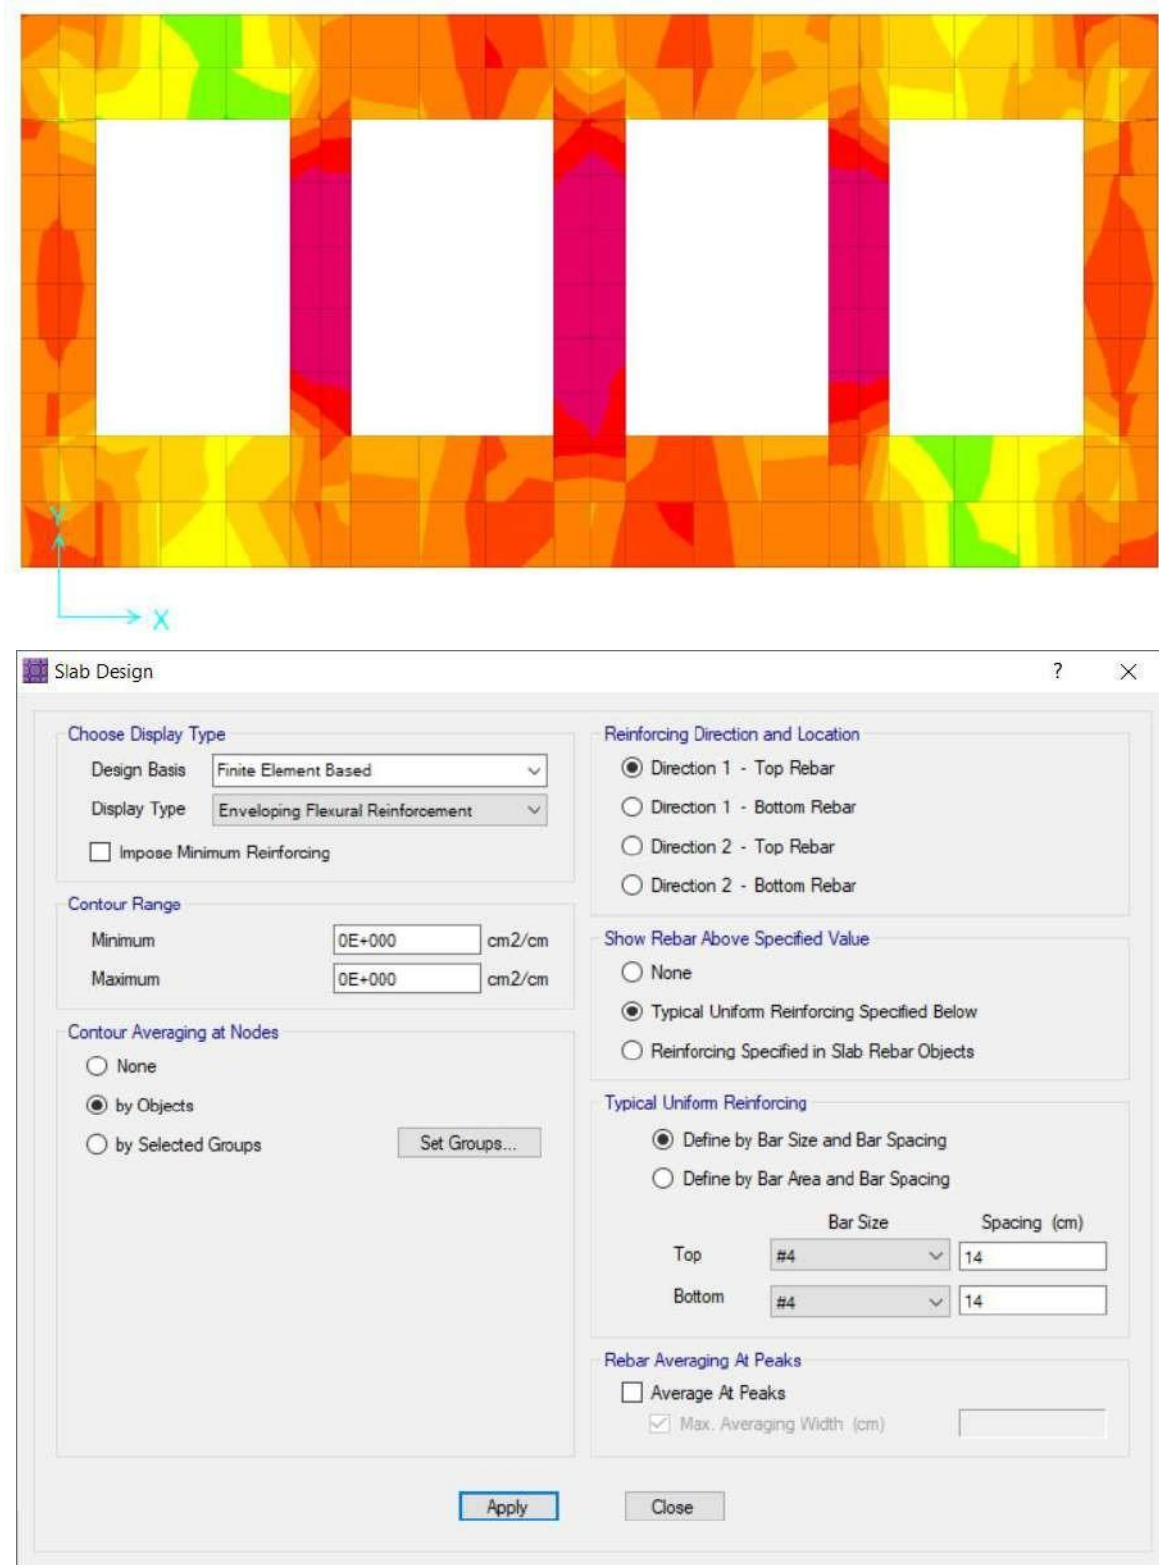 Y
X
Slab Design
?
Choose Display Type
Design Basis Finite Element Based
Display Type Enveloping Flexural Reinforcement
Impose Minimum Reinforcing
Contour Range
Minimum 0E+000 cm2/cm
Maximum 0E+000 cm2/cm
Contour Averaging at Nodes
None
by Objects
by Selected Groups Set Groups...
Reinforcing Direction and Location
Direction 1 - Top Rebar
Direction 1 - Bottom Rebar
Direction 2 - Top Rebar
Direction 2 - Bottom Rebar
Show Rebar Above Specified Value
None
Typical Uniform Reinforcing Specified Below
Reinforcing Specified in Slab Rebar Objects
Typical Uniform Reinforcing
Define by Bar Size and Bar Spacing
Define by Bar Area and Bar Spacing
Bar Size Spacing (cm)
Top #4 14
Bottom #4 14
Rebar Averaging At Peaks
Average At Peaks
Max. Averaging Width (cm)
Apply Close